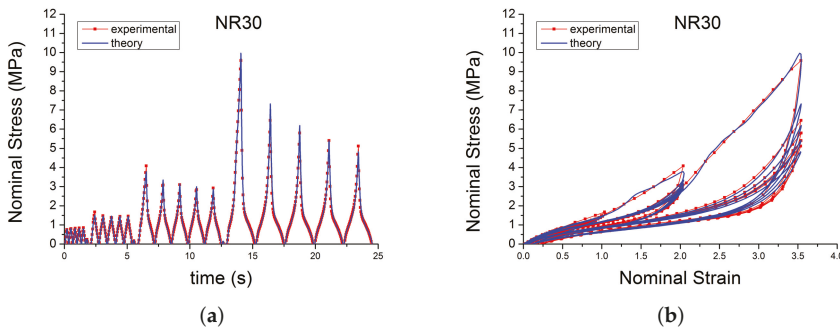 NR30
experimental
theory
Nominal Stress (MPa)
12
11
10
9
8
7
6
5
4
3
2
1
0
0 5 10 15 20 25
time (s)
(a)
NR30
experimental
theory
Nominal Stress (MPa)
12
11
10
9
8
7
6
5
4
3
2
1
0
0.0 0.5 1.0 1.5 2.0 2.5 3.0 3.5 4.0
Nominal Strain
(b)